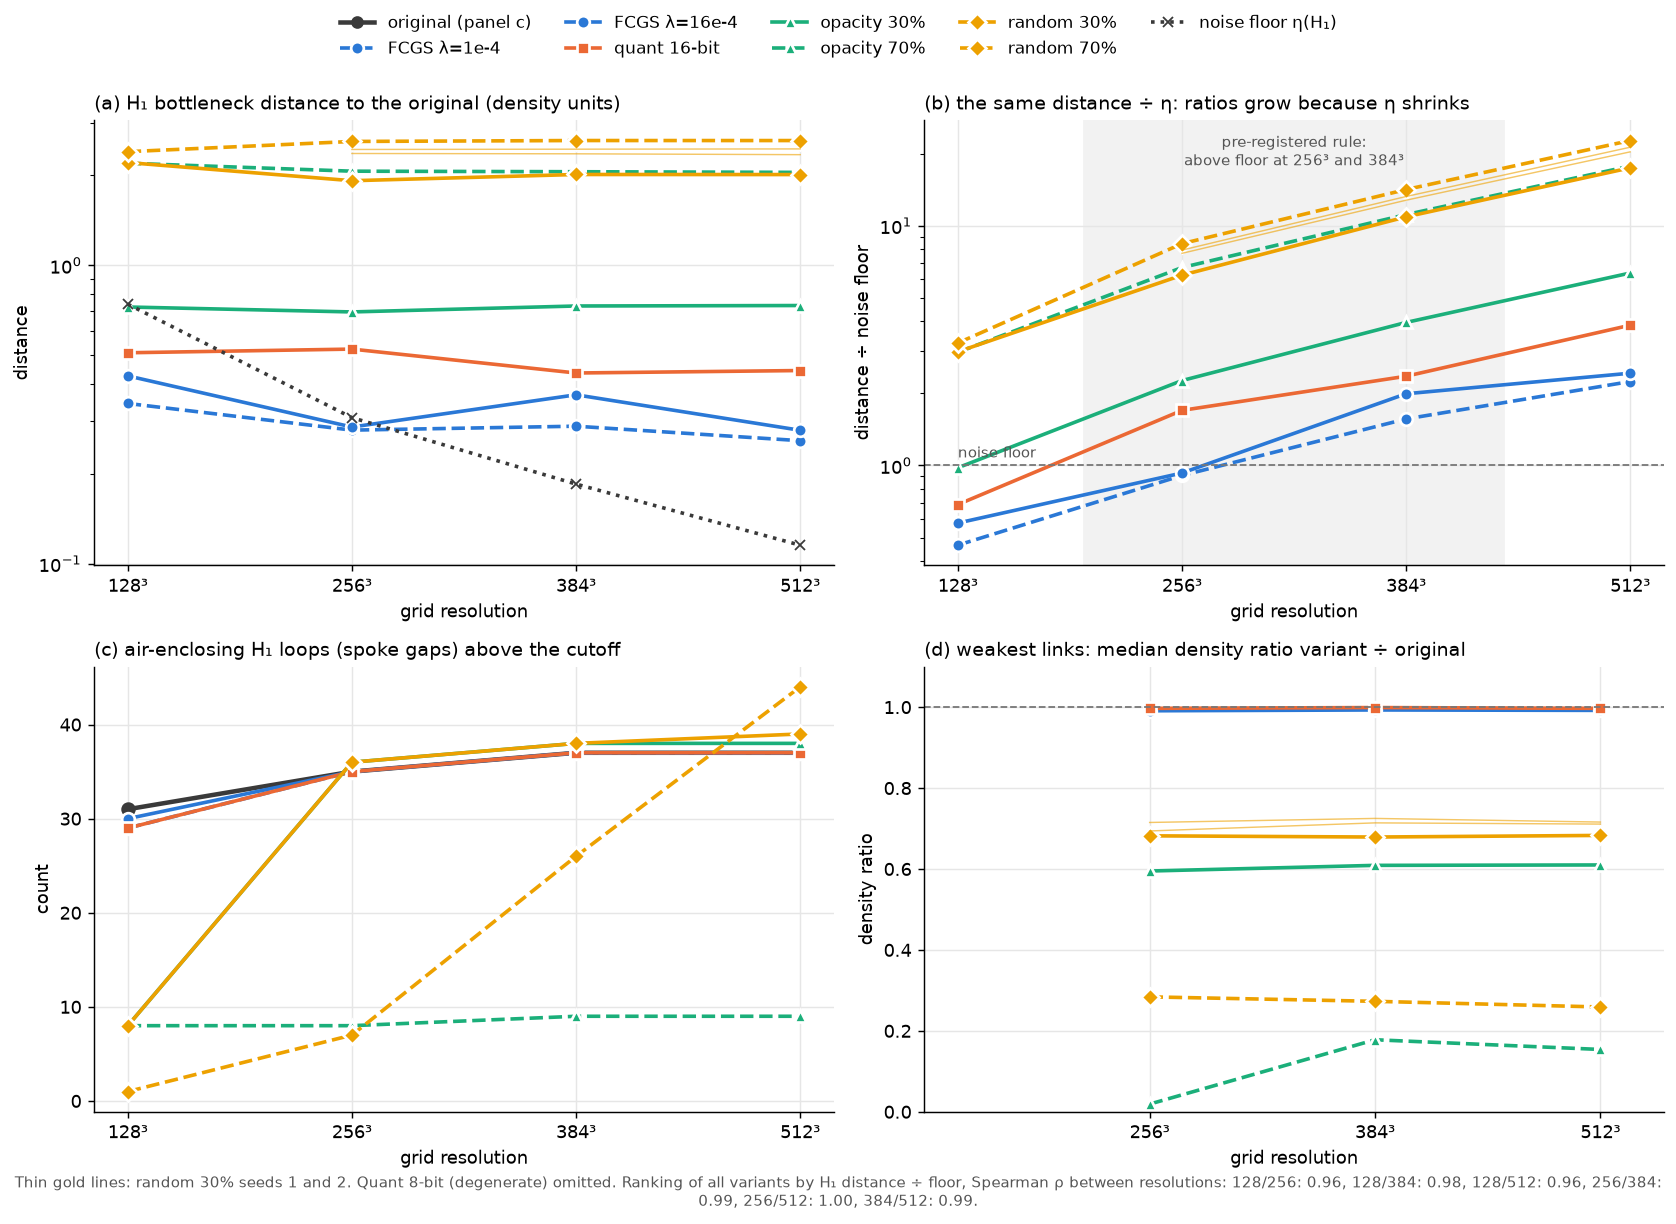 original (panel c)
FCGS λ=1e-4
FCGS λ=16e-4
quant 16-bit
opacity 30%
opacity 70%
random 30%
random 70%
noise floor η(H₁)
(a) H₁ bottleneck distance to the original (density units)
distance
10⁰
10⁻¹
128³
256³
384³
512³
grid resolution
(b) the same distance ÷ η: ratios grow because η shrinks
pre-registered rule:
above floor at 256³ and 384³
noise floor
distance ÷ noise floor
10¹
10⁰
128³
256³
384³
512³
grid resolution
(c) air-enclosing H₁ loops (spoke gaps) above the cutoff
count
40
30
20
10
0
128³
256³
384³
512³
grid resolution
(d) weakest links: median density ratio variant ÷ original
density ratio
1.0
0.8
0.6
0.4
0.2
0.0
256³
384³
512³
grid resolution
Thin gold lines: random 30% seeds 1 and 2. Quant 8-bit (degenerate) omitted. Ranking of all variants by H₁ distance ÷ floor, Spearman ρ between resolutions: 128/256: 0.96, 128/384: 0.98, 128/512: 0.96, 256/384:
0.99, 256/512: 1.00, 384/512: 0.99.